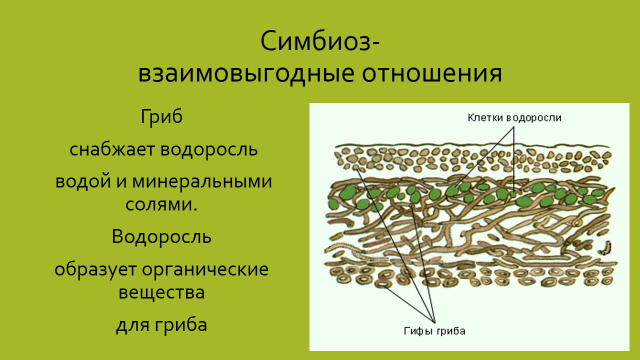 Симбиоз-
взаимовыгодные отношения
Гриб
снабжает водоросль
водой и минеральными
солями.
Водоросль
образует органические
вещества
для гриба
Клетки водоросли
Гифы гриба